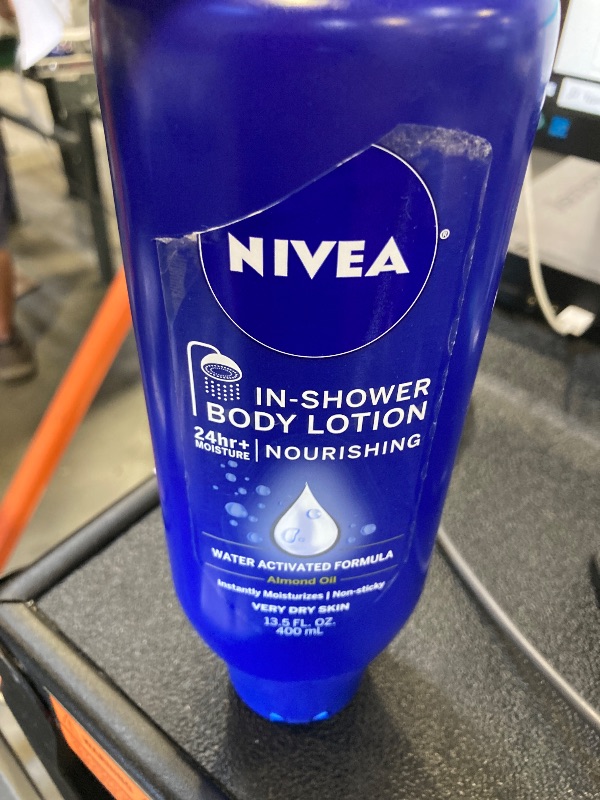 NIVEA®
IN-SHOWER
BODY LOTION
24hr+
MOISTURE | NOURISHING
WATER ACTIVATED FORMULA
Almond Oil
Instantly Moisturizes | Non-sticky
VERY DRY SKIN
13.5 FL. OZ.
400 mL